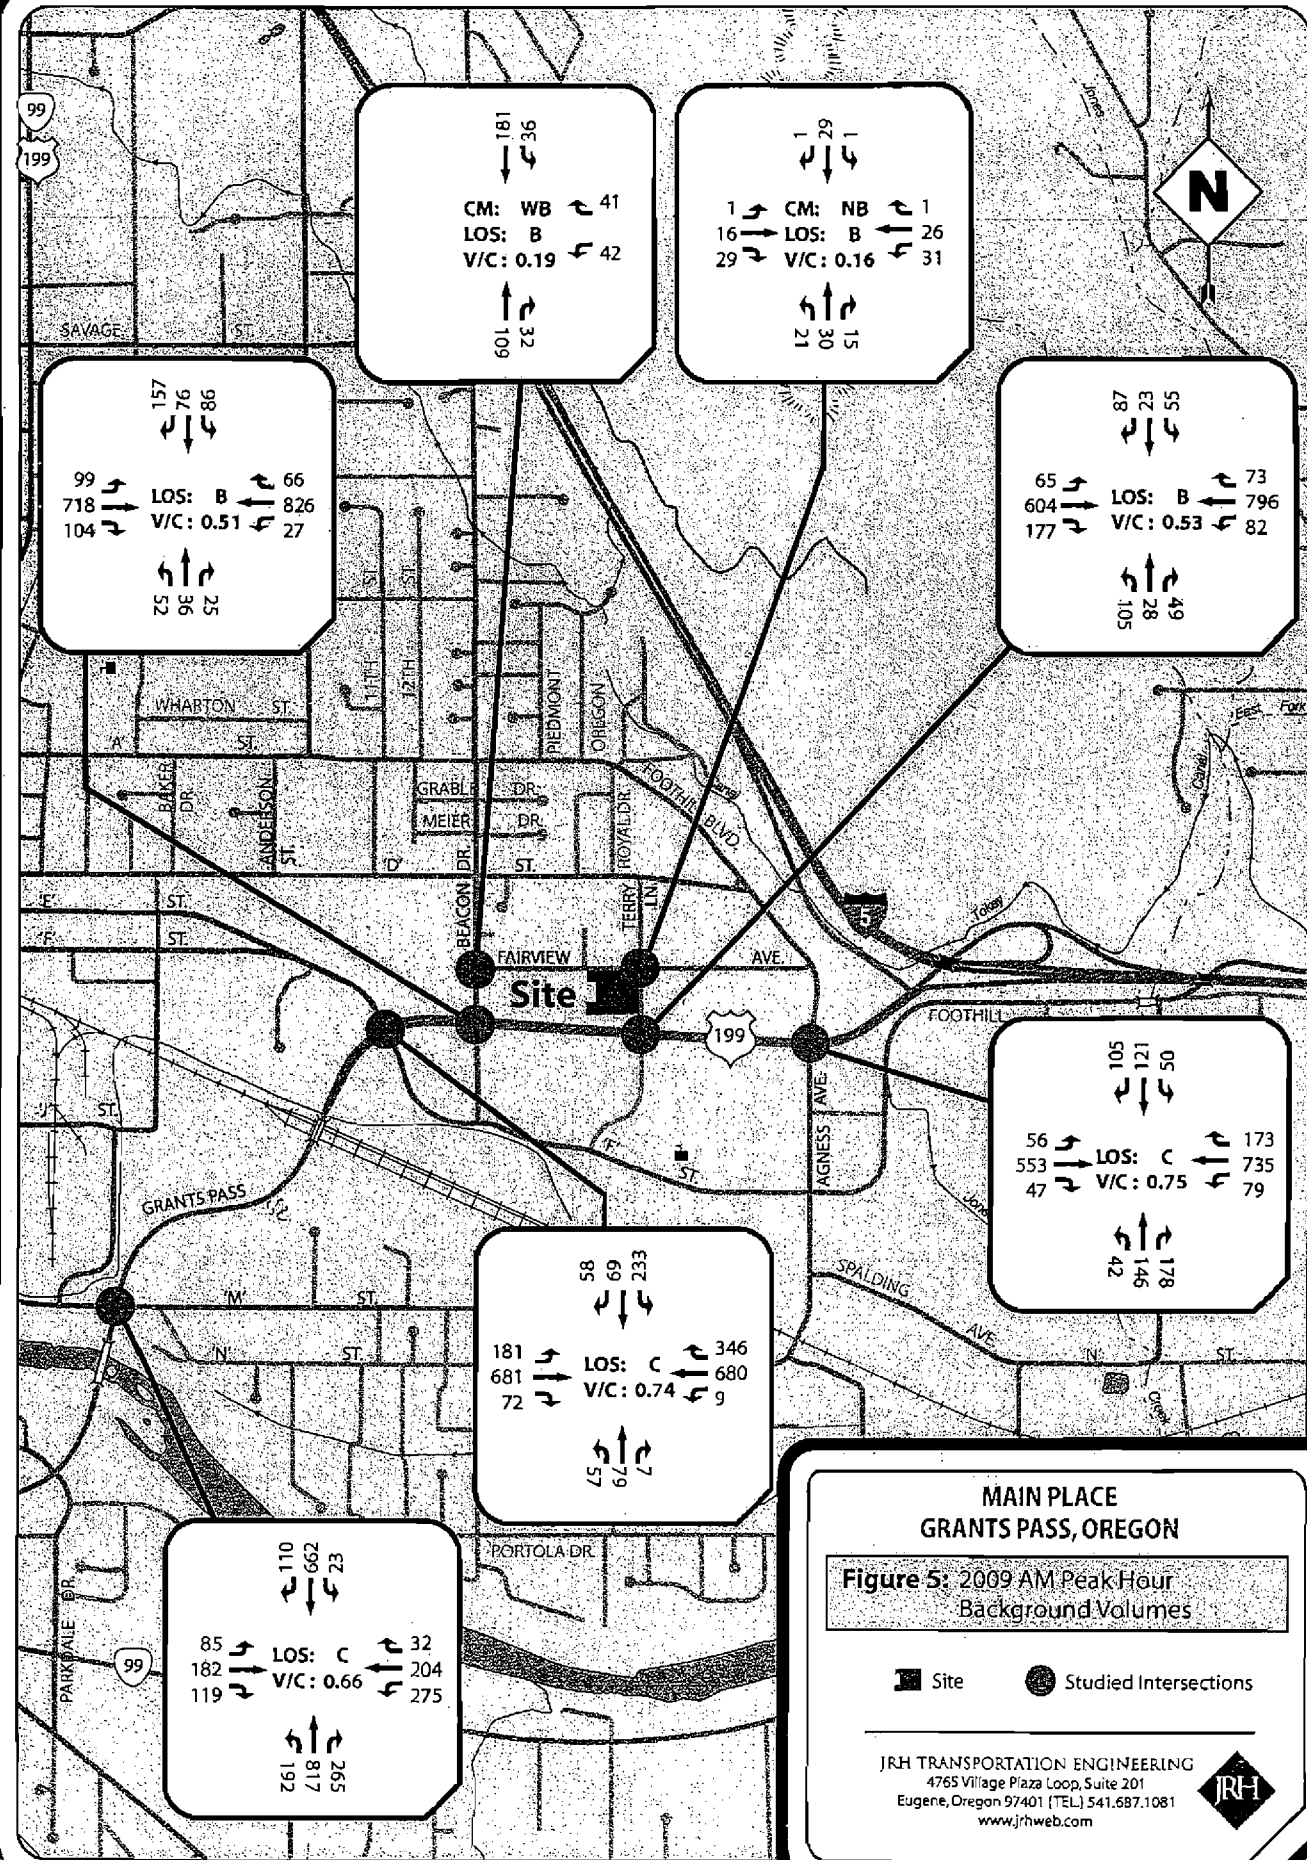 99
199
Jones
N
181 36
CM: WB 41
LOS: B
V/C: 0.19 42
109 32
1 29 1
1 CM: NB 1
16 LOS: B 26
29 V/C: 0.16 31
21 30 15
SAVAGE ST.
157 76 86
99 66
718 LOS: B 826
104 V/C: 0.51 27
52 36 25
87 23 55
65 73
604 LOS: B 796
177 V/C: 0.53 82
105 28 49
11TH ST.
12TH ST.
PIEDMONT
OREGON
WHARTON ST.
'A' ST.
East Fork
Canal
Canal
BAKER DR.
ANDERSON ST.
GRABLE DR.
MEIER DR.
ROYAL DR.
FOOTHILL BLVD.
'D' ST.
BEACON DR.
TERRY LN.
5
Tokay
'E' ST.
'F' ST.
FAIRVIEW AVE.
Site
199
FOOTHILL
AGNESS AVE.
'J' ST.
'F' ST.
GRANTS PASS
Jones
105 121 50
56 173
553 LOS: C 735
47 V/C: 0.75 79
42 146 178
SPALDING AVE.
'M' ST.
'N' ST.
N ST.
Creek
58 69 233
181 346
681 LOS: C 680
72 V/C: 0.74 9
57 79 7
PORTOLA DR.
PARKDALE DR.
99
110 662 23
85 32
182 LOS: C 204
119 V/C: 0.66 275
192 817 265
MAIN PLACE
GRANTS PASS, OREGON
Figure 5: 2009 AM Peak Hour
Background Volumes
Site
Studied Intersections
JRH TRANSPORTATION ENGINEERING
4765 Village Plaza Loop, Suite 201
Eugene, Oregon 97401 (TEL) 541.687.1081
www.jrhweb.com
JRH